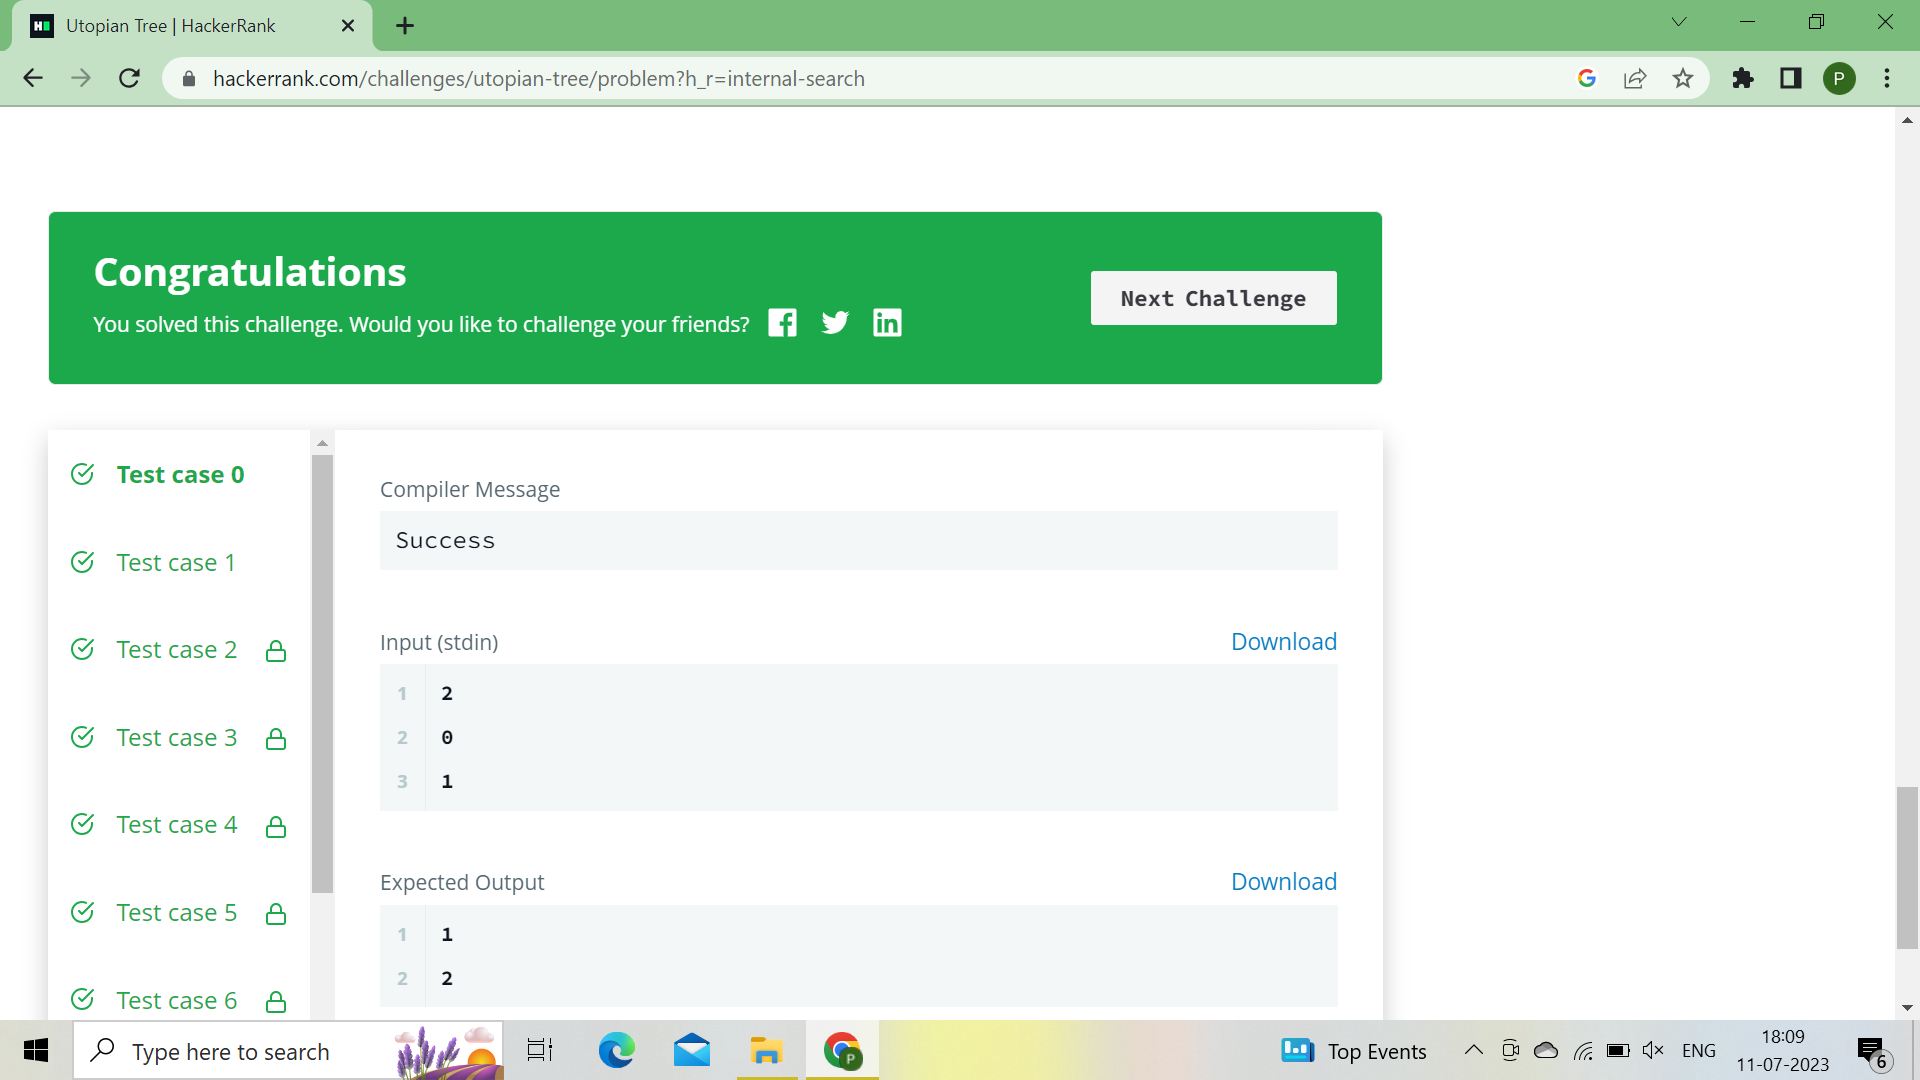 Utopian Tree | HackerRank
hackerrank.com/challenges/utopian-tree/problem?h_r=internal-search
P
Congratulations
You solved this challenge. Would you like to challenge your friends?
Next Challenge
Test case 0
Test case 1
Test case 2
Test case 3
Test case 4
Test case 5
Test case 6
Compiler Message
Success
Input (stdin)
Download
1 2
2 0
3 1
Expected Output
Download
1 1
2 2
Type here to search
P
Top Events
ENG
18:09
11-07-2023
6